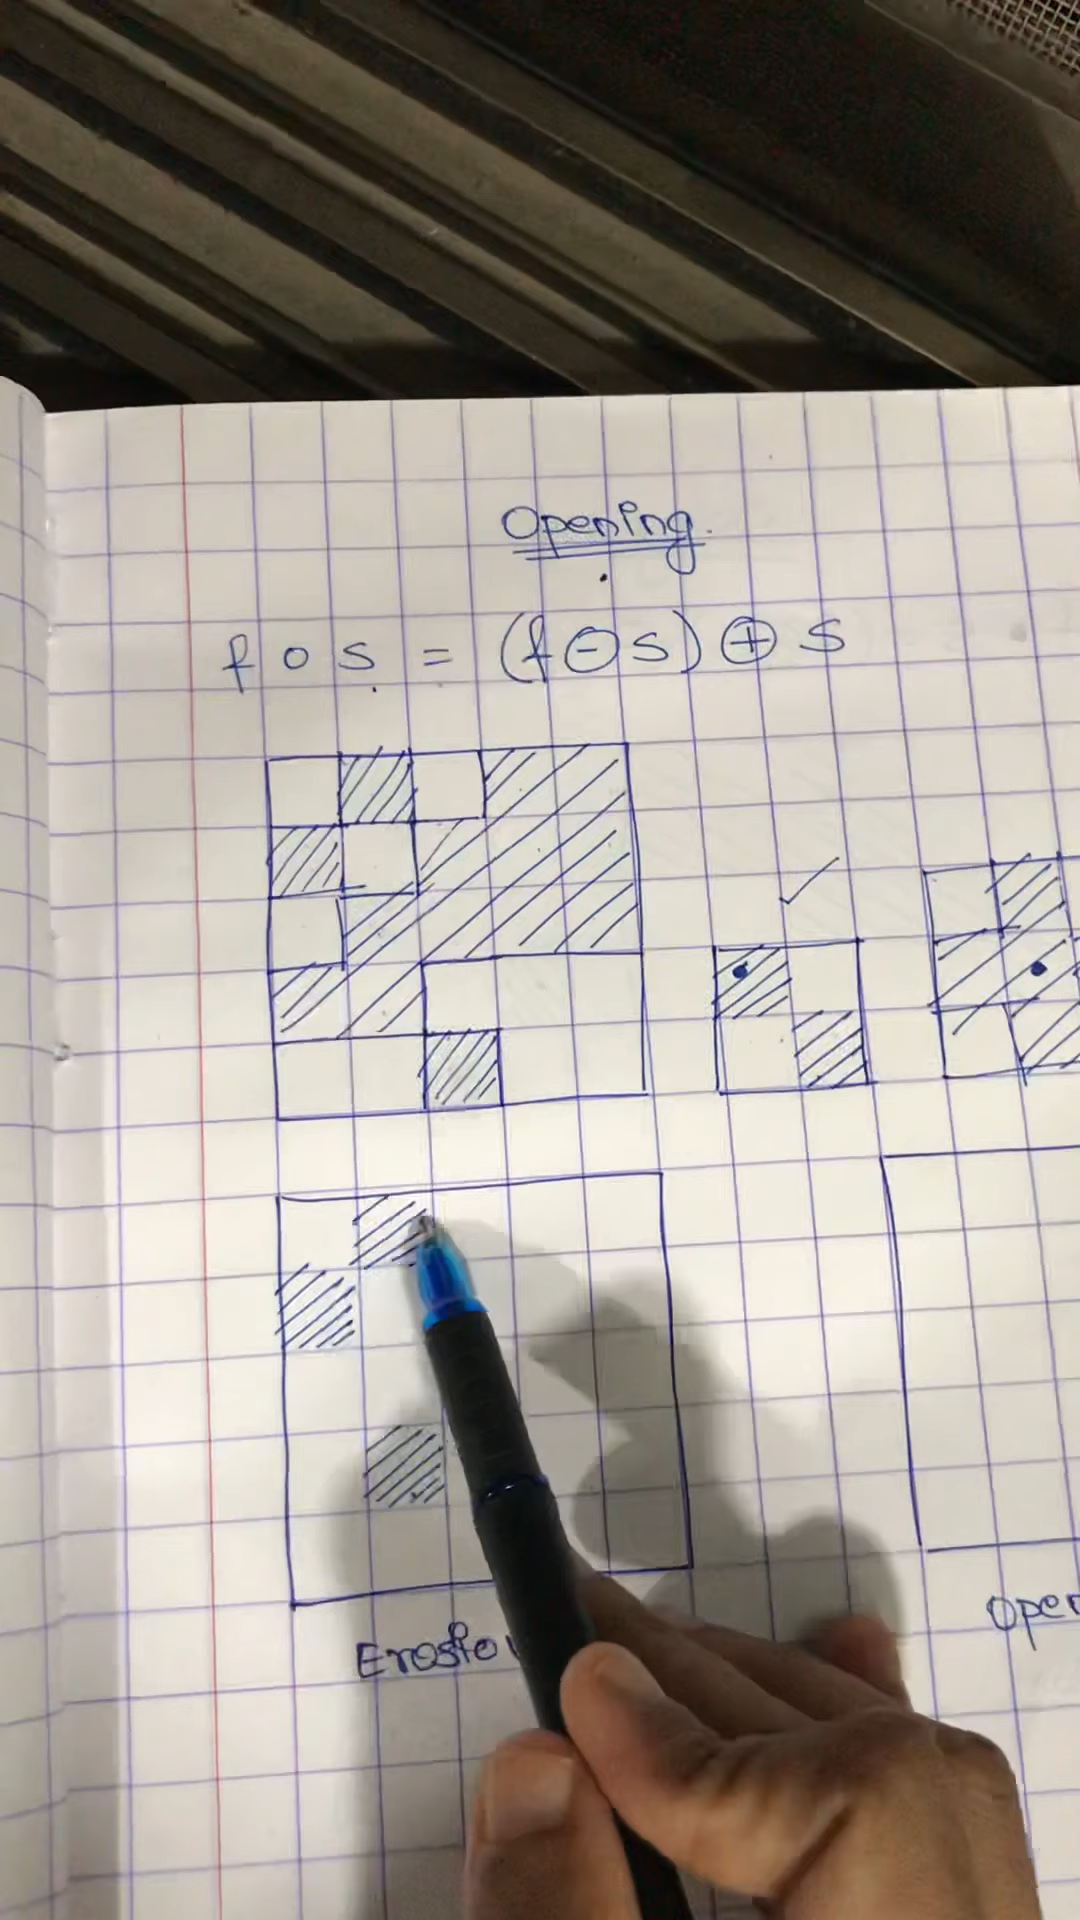 Opening.
f o s = (f ⊖ s) ⊕ s